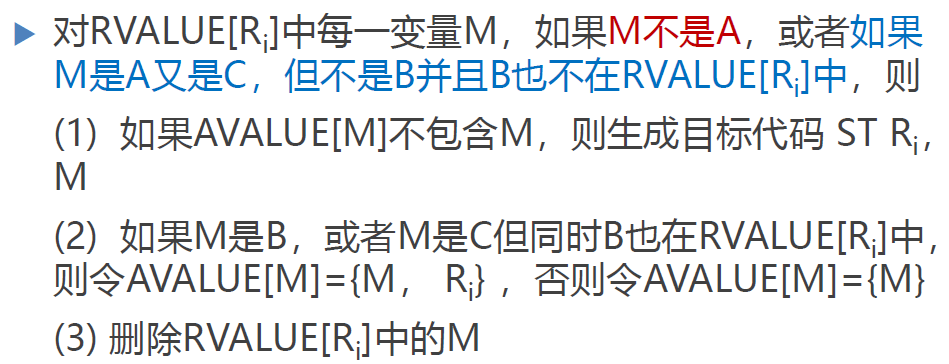 ▶ 对RVALUE[Ri]中每一变量M，如果M不是A，或者如果
M是A又是C，但不是B并且B也不在RVALUE[Ri]中，则
(1) 如果AVALUE[M]不包含M，则生成目标代码 ST Ri，
M
(2) 如果M是B，或者M是C但同时B也在RVALUE[Ri]中，
则令AVALUE[M]={M， Ri} ，否则令AVALUE[M]={M}
(3) 删除RVALUE[Ri]中的M